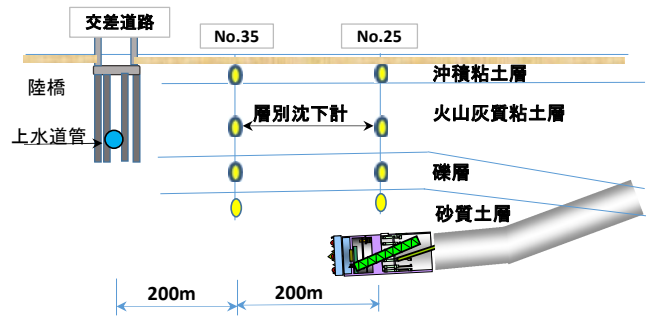 交差道路
No.35
No.25
沖積粘土層
陸橋
層別沈下計
火山灰質粘土層
上水道管
礫層
砂質土層
200m
200m